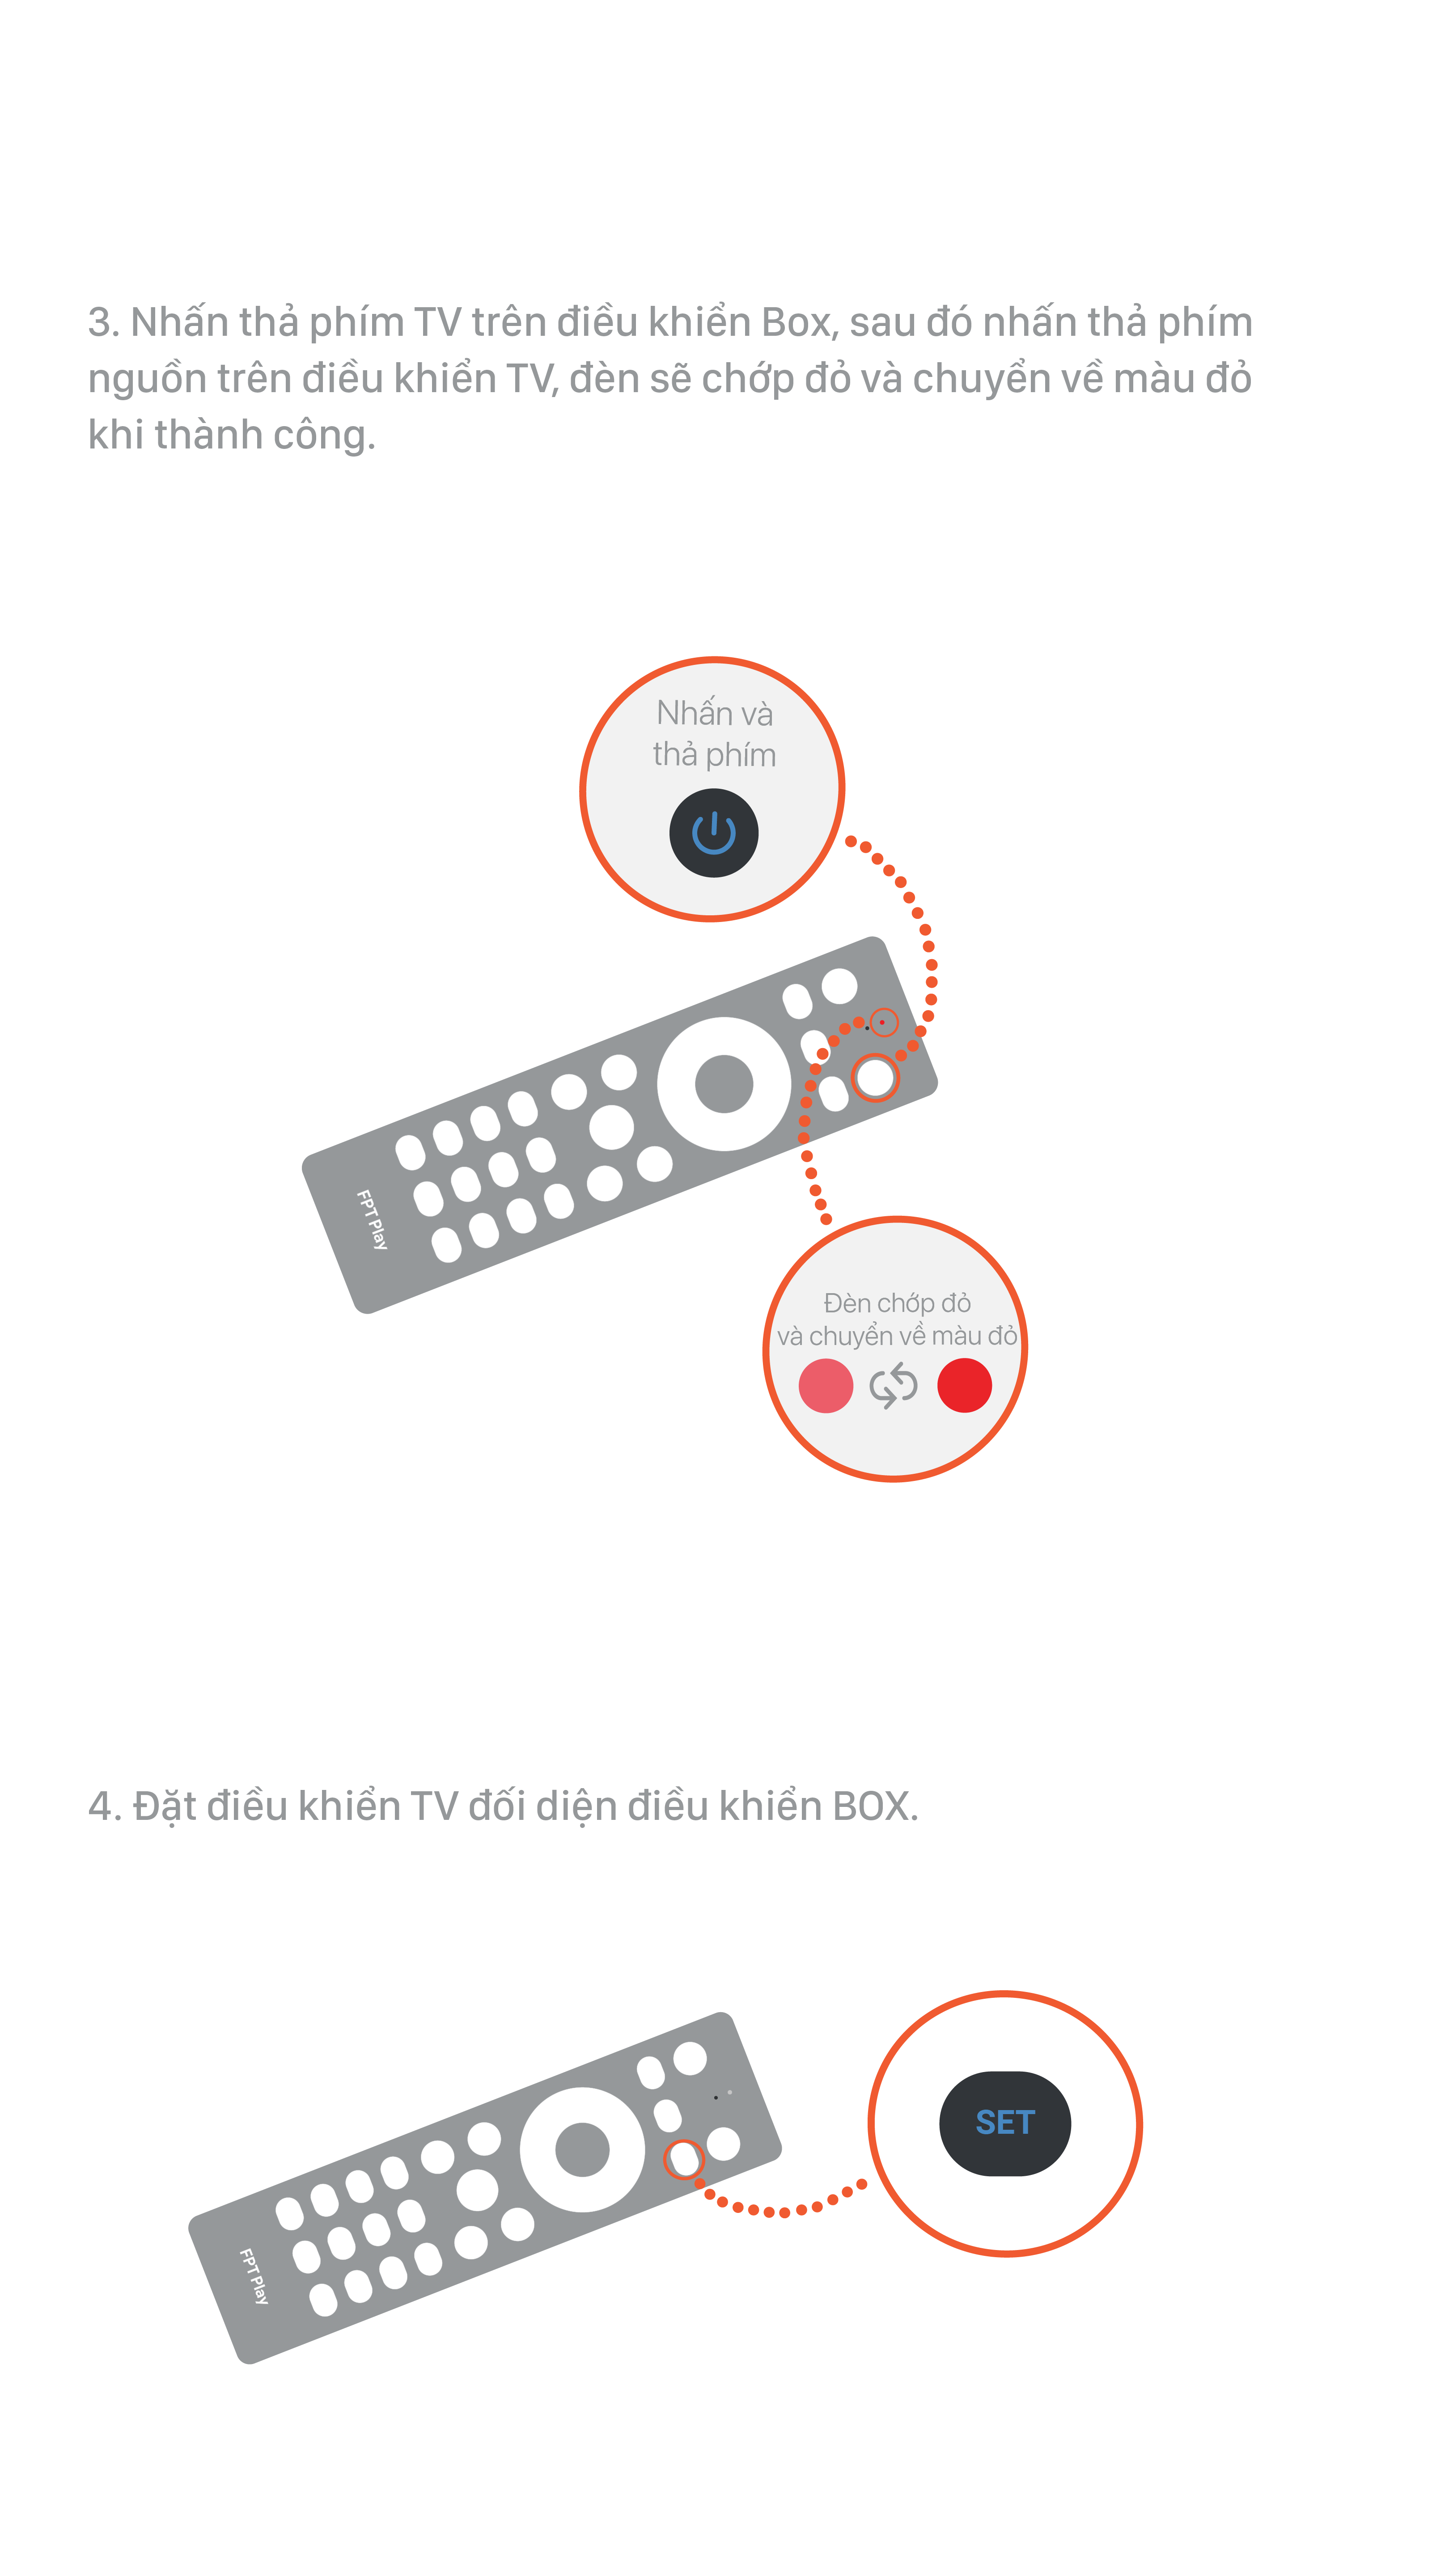 3. Nhấn thả phím TV trên điều khiển Box, sau đó nhấn thả phím
nguồn trên điều khiển TV, đèn sẽ chớp đỏ và chuyển về màu đỏ
khi thành công.
Nhấn và
thả phím
FPT Play
Đèn chớp đỏ
và chuyển về màu đỏ
4. Đặt điều khiển TV đối diện điều khiển BOX.
SET
FPT Play